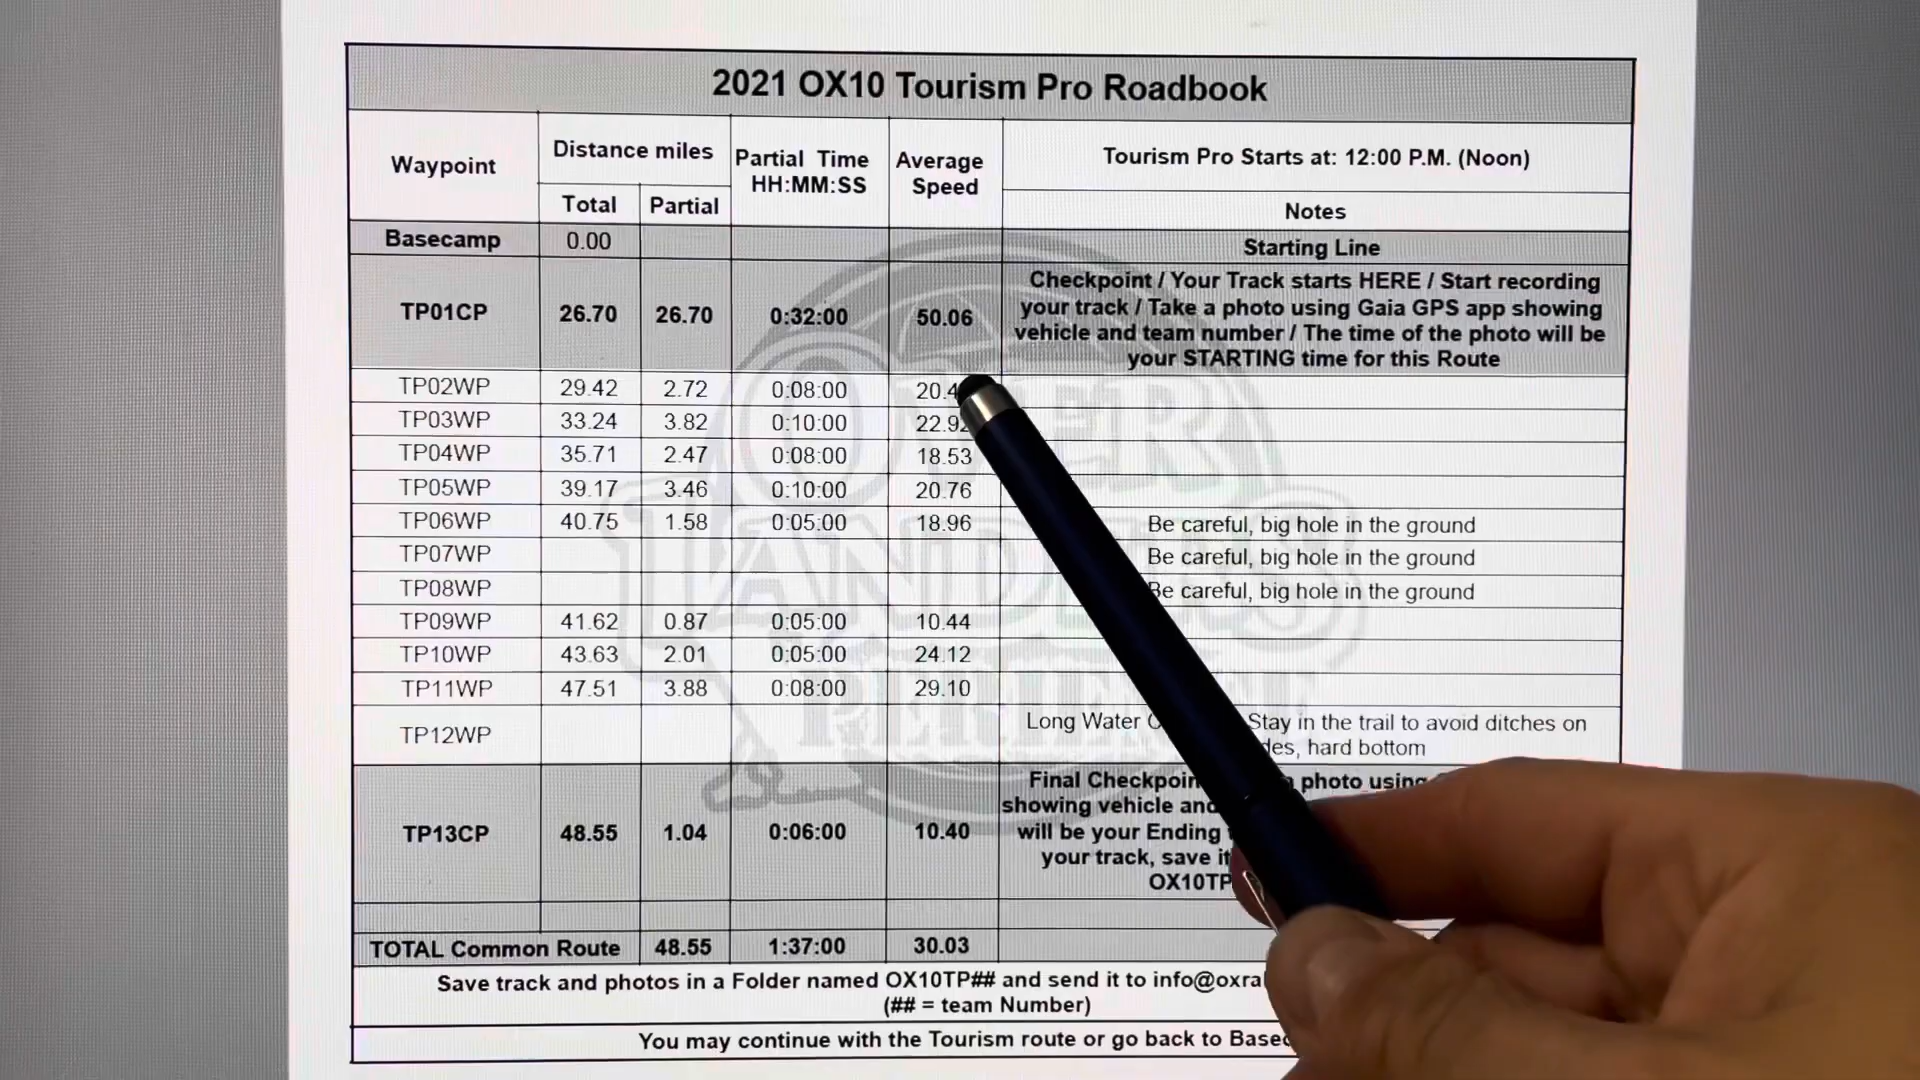 2021 OX10 Tourism Pro Roadbook
Waypoint Distance miles Partial Time HH:MM:SS Average Speed Tourism Pro Starts at: 12:00 P.M. (Noon)
Total Partial Notes
Basecamp 0.00 Starting Line
TP01CP 26.70 26.70 0:32:00 50.06
Checkpoint / Your Track starts HERE / Start recording
your track / Take a photo using Gaia GPS app showing
vehicle and team number / The time of the photo will be
your STARTING time for this Route
TP02WP 29.42 2.72 0:08:00 20.4
TP03WP 33.24 3.82 0:10:00 22.92
TP04WP 35.71 2.47 0:08:00 18.53
TP05WP 39.17 3.46 0:10:00 20.76
TP06WP 40.75 1.58 0:05:00 18.96 Be careful, big hole in the ground
TP07WP Be careful, big hole in the ground
TP08WP Be careful, big hole in the ground
TP09WP 41.62 0.87 0:05:00 10.44
TP10WP 43.63 2.01 0:05:00 24.12
TP11WP 47.51 3.88 0:08:00 29.10
TP12WP
Long Water Stay in the trail to avoid ditches on
hard bottom
TP13CP 48.55 1.04 0:06:00 10.40
Final photo using
showing vehicle and
will be your Ending
your track, save it
OX10TP
TOTAL Common Route 48.55 1:37:00 30.03
Save track and photos in a Folder named OX10TP## and send it to info@oxra
(## = team Number)
You may continue with the Tourism route or go back to
OVER
LANDERS